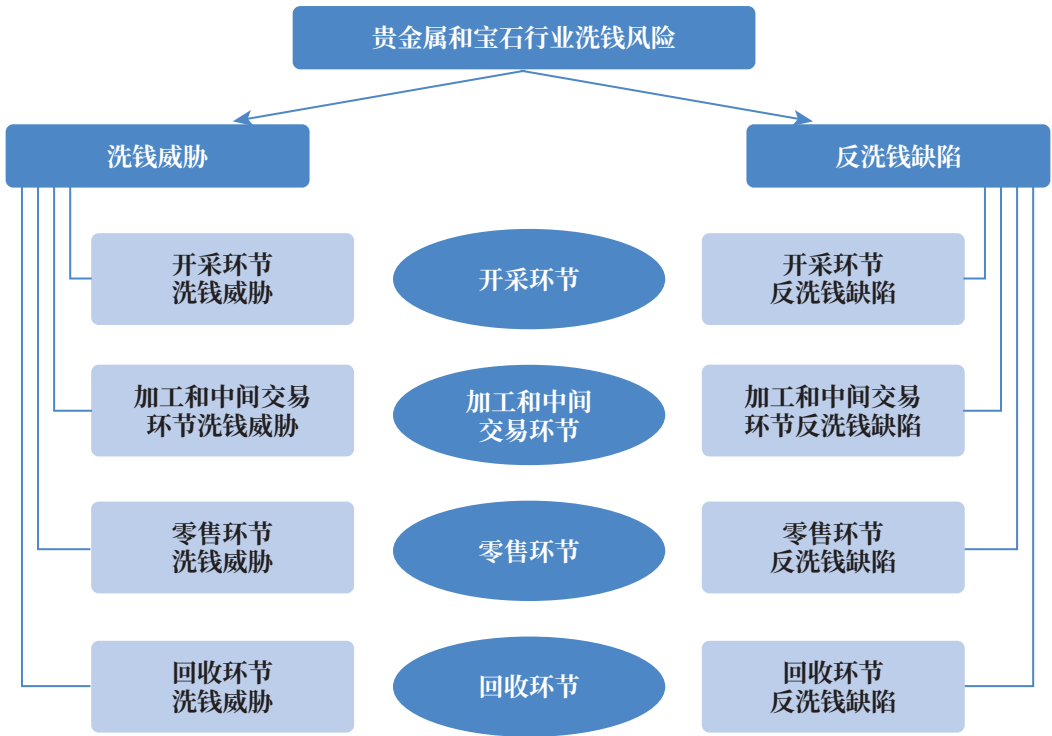 贵金属和宝石行业洗钱风险
洗钱威胁
反洗钱缺陷
开采环节
洗钱威胁
开采环节
开采环节
反洗钱缺陷
加工和中间交易
环节洗钱威胁
加工和中间
交易环节
加工和中间交易
环节反洗钱缺陷
零售环节
洗钱威胁
零售环节
零售环节
反洗钱缺陷
回收环节
洗钱威胁
回收环节
回收环节
反洗钱缺陷